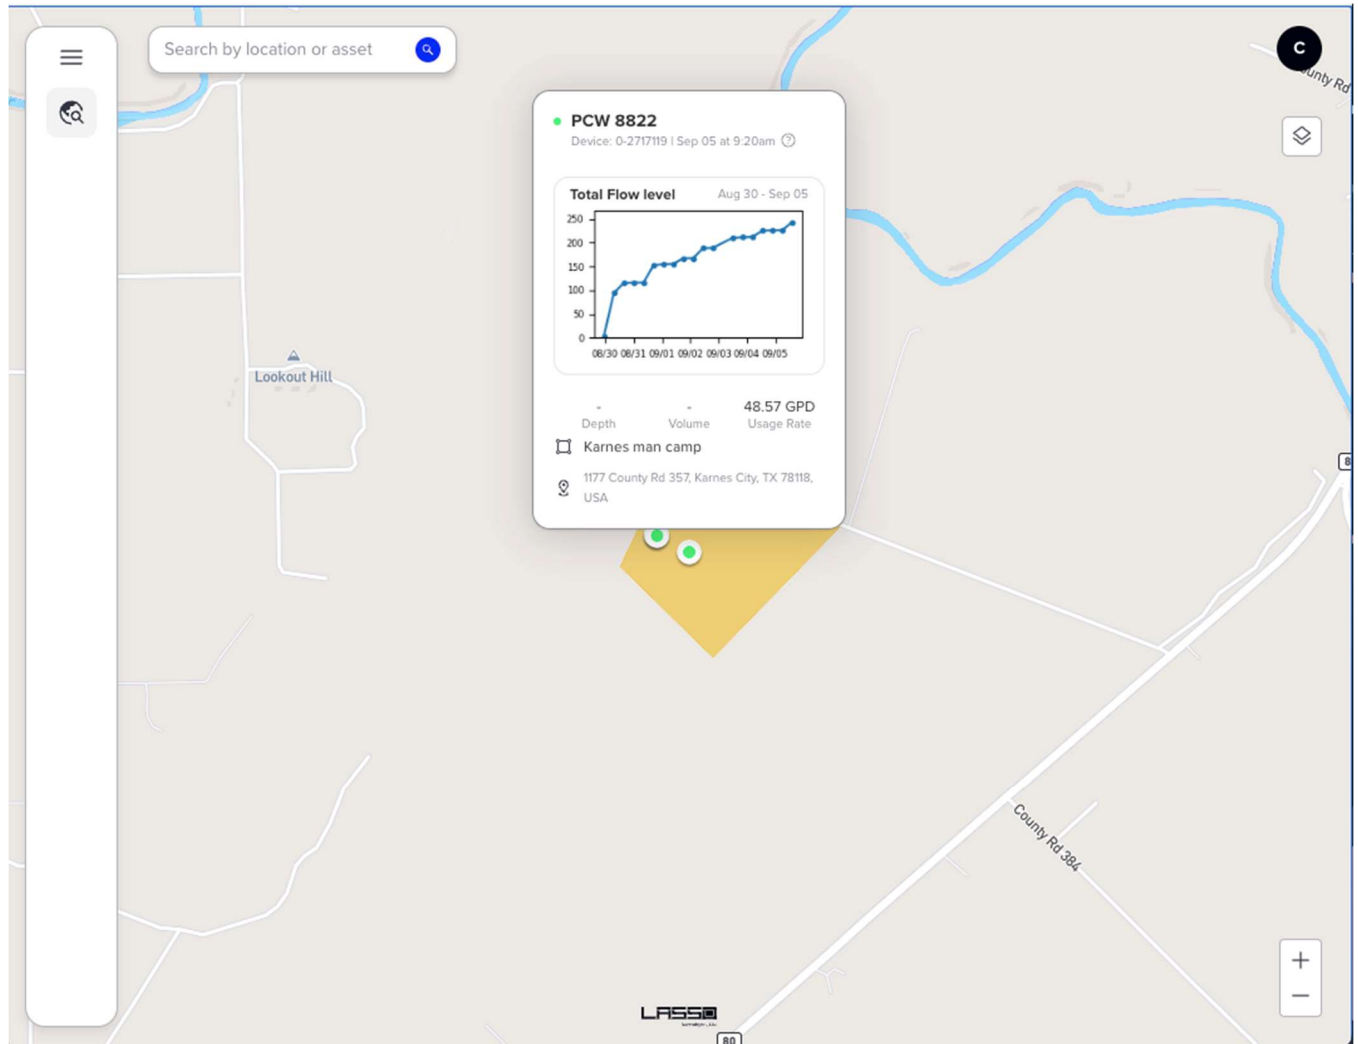 Search by location or asset
C
unty Rd
PCW 8822
Device: 0-2717119 | Sep 05 at 9:20am
Total Flow level
Aug 30 - Sep 05
250
200
150
100
50
0
08/30 08/31 09/01 09/02 09/03 09/04 09/05
- - 48.57 GPD
Depth Volume Usage Rate
Karnes man camp
1177 County Rd 357, Karnes City, TX 78118,
USA
Lookout Hill
8
County Rd 384
LASSO
80